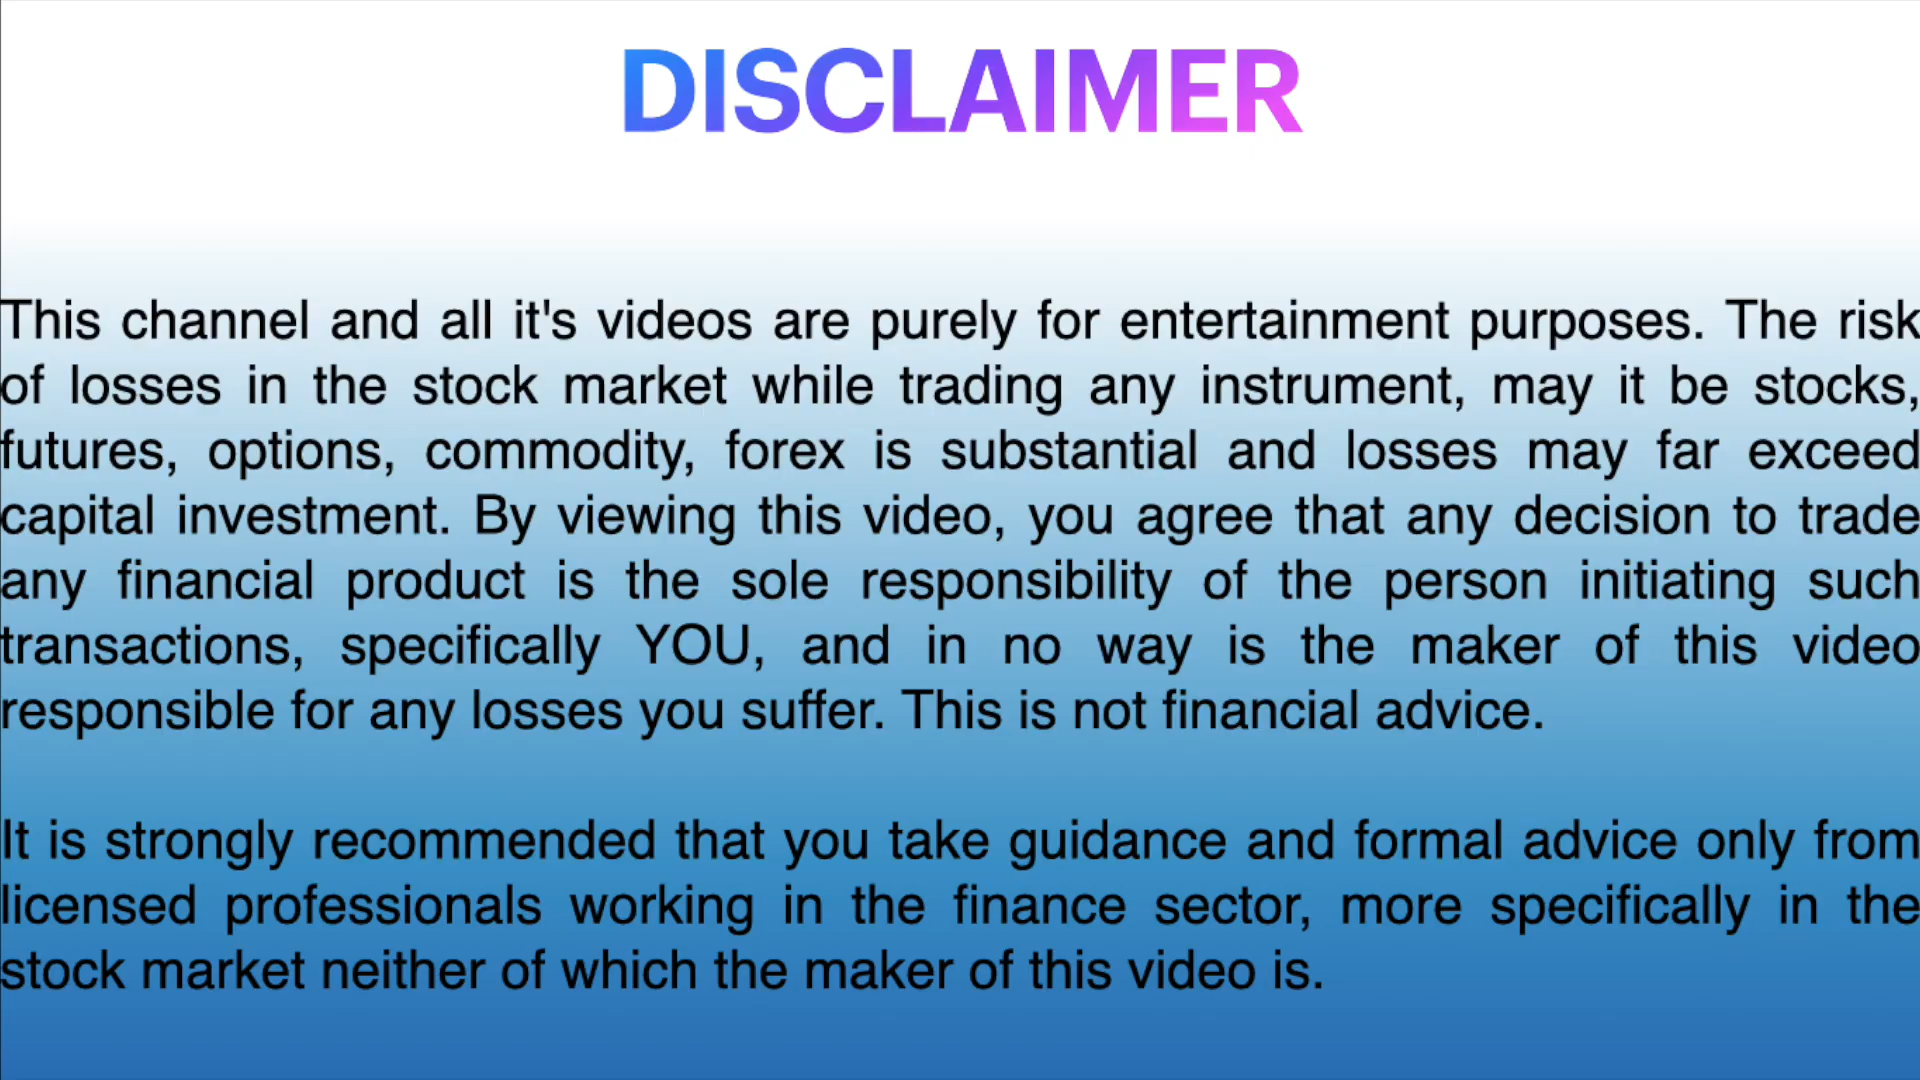 DISCLAIMER
This channel and all it's videos are purely for entertainment purposes. The risk
of losses in the stock market while trading any instrument, may it be stocks,
futures, options, commodity, forex is substantial and losses may far exceed
capital investment. By viewing this video, you agree that any decision to trade
any financial product is the sole responsibility of the person initiating such
transactions, specifically YOU, and in no way is the maker of this video
responsible for any losses you suffer. This is not financial advice.
It is strongly recommended that you take guidance and formal advice only from
licensed professionals working in the finance sector, more specifically in the
stock market neither of which the maker of this video is.